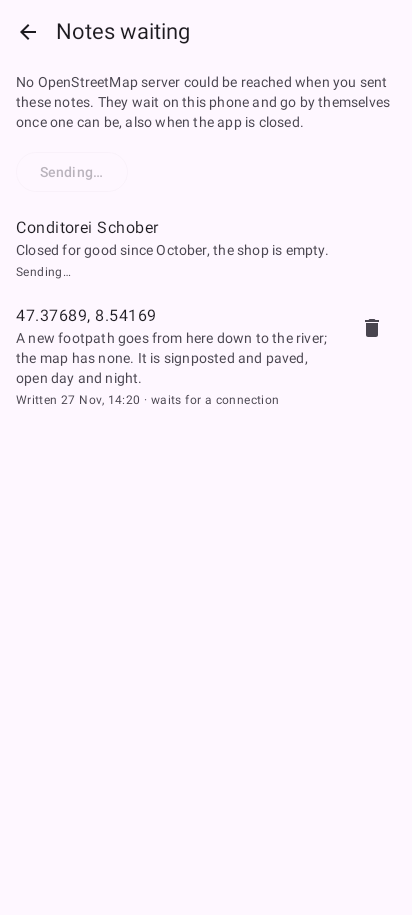 Notes waiting
No OpenStreetMap server could be reached when you sent
these notes. They wait on this phone and go by themselves
once one can be, also when the app is closed.
Sending…
Conditorei Schober
Closed for good since October, the shop is empty.
Sending…
47.37689, 8.54169
A new footpath goes from here down to the river;
the map has none. It is signposted and paved,
open day and night.
Written 27 Nov, 14:20 · waits for a connection